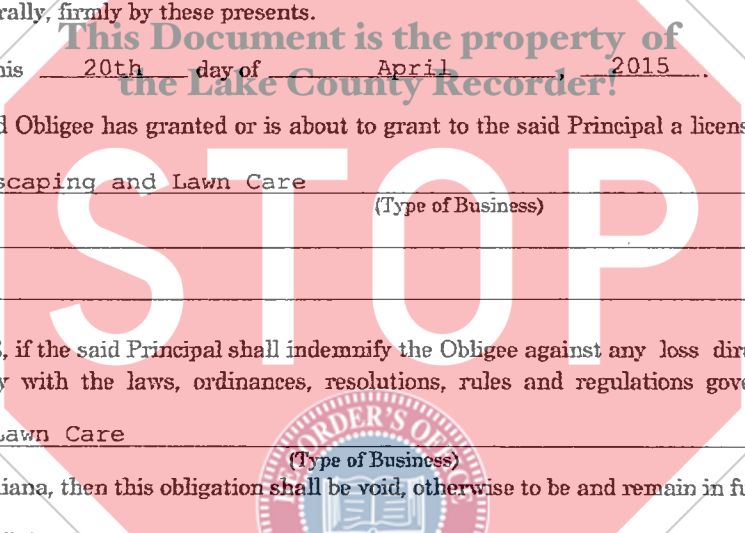 rally, firmly by these presents.
This Document is the property of
the Lake County Recorder!
his 20th day of April, 2015.
d Obligee has granted or is about to grant to the said Principal a licens
scaping and Lawn Care
(Type of Business)
STOP
, if the said Principal shall indemnify the Obligee against any loss dir
y with the laws, ordinances, resolutions, rules and regulations gove
Lawn Care
(Type of Business)
RECORDER'S OFFICE
iana, then this obligation shall be void, otherwise to be and remain in fu